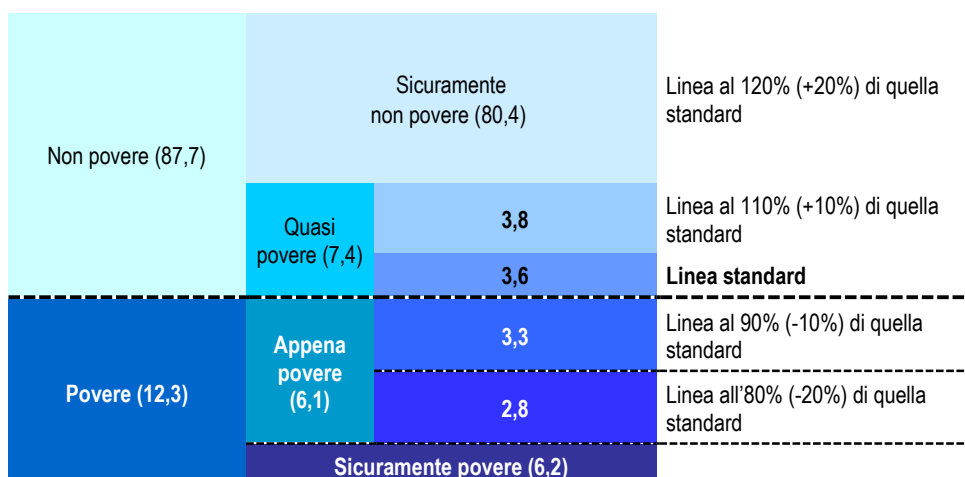 Sicuramente
non povere (80,4)
Linea al 120% (+20%) di quella
standard
Non povere (87,7)
Quasi
povere (7,4)
3,8
Linea al 110% (+10%) di quella
standard
3,6
Linea standard
Povere (12,3)
Appena
povere
(6,1)
3,3
Linea al 90% (-10%) di quella
standard
2,8
Linea all'80% (-20%) di quella
standard
Sicuramente povere (6,2)